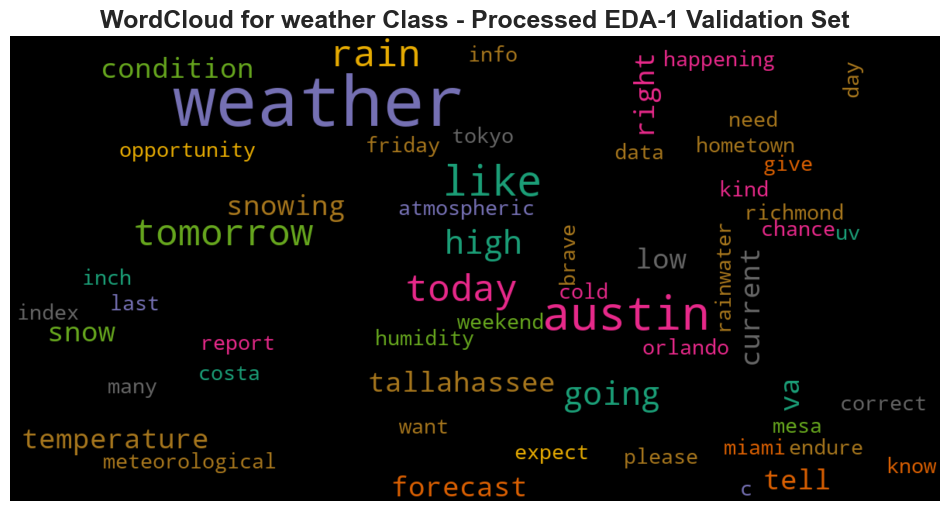 WordCloud for weather Class - Processed EDA-1 Validation Set
rain
info
happening
condition
right
day
weather
need
tokyo
opportunity
friday
data
hometown
give
like
kind
snowing
atmospheric
richmond
tomorrow
high
chance
uv
brave
low
rainwater
current
inch
today
cold
last
austin
index
weekend
snow
humidity
report
orlando
costa
tallahassee
many
going
va
correct
want
mesa
temperature
expect
please
miami
endure
meteorological
know
forecast
tell
c